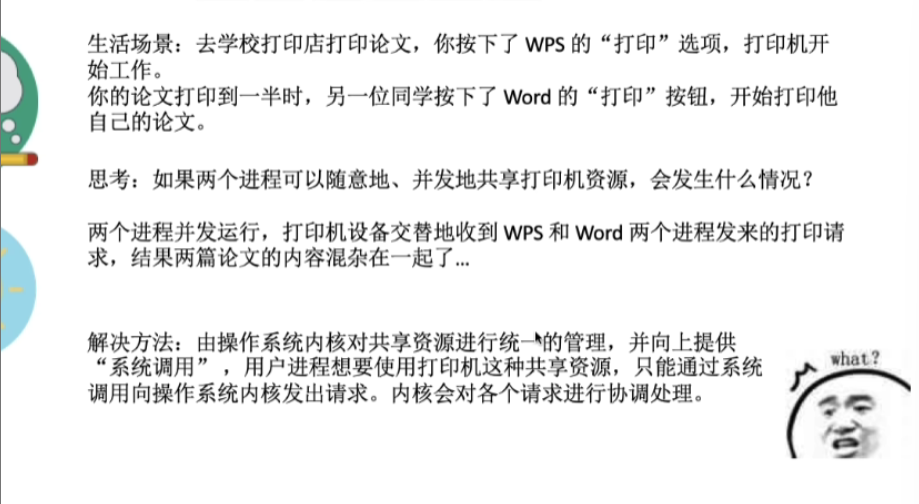 生活场景：去学校打印店打印论文，你按下了 WPS 的“打印”选项，打印机开
始工作。
你的论文打印到一半时，另一位同学按下了 Word 的“打印”按钮，开始打印他
自己的论文。
思考：如果两个进程可以随意地、并发地共享打印机资源，会发生什么情况？
两个进程并发运行，打印机设备交替地收到 WPS 和 Word 两个进程发来的打印请
求，结果两篇论文的内容混杂在一起了...
解决方法：由操作系统内核对共享资源进行统一的管理，并向上提供
“系统调用”，用户进程想要使用打印机这种共享资源，只能通过系统
调用向操作系统内核发出请求。内核会对各个请求进行协调处理。
what?